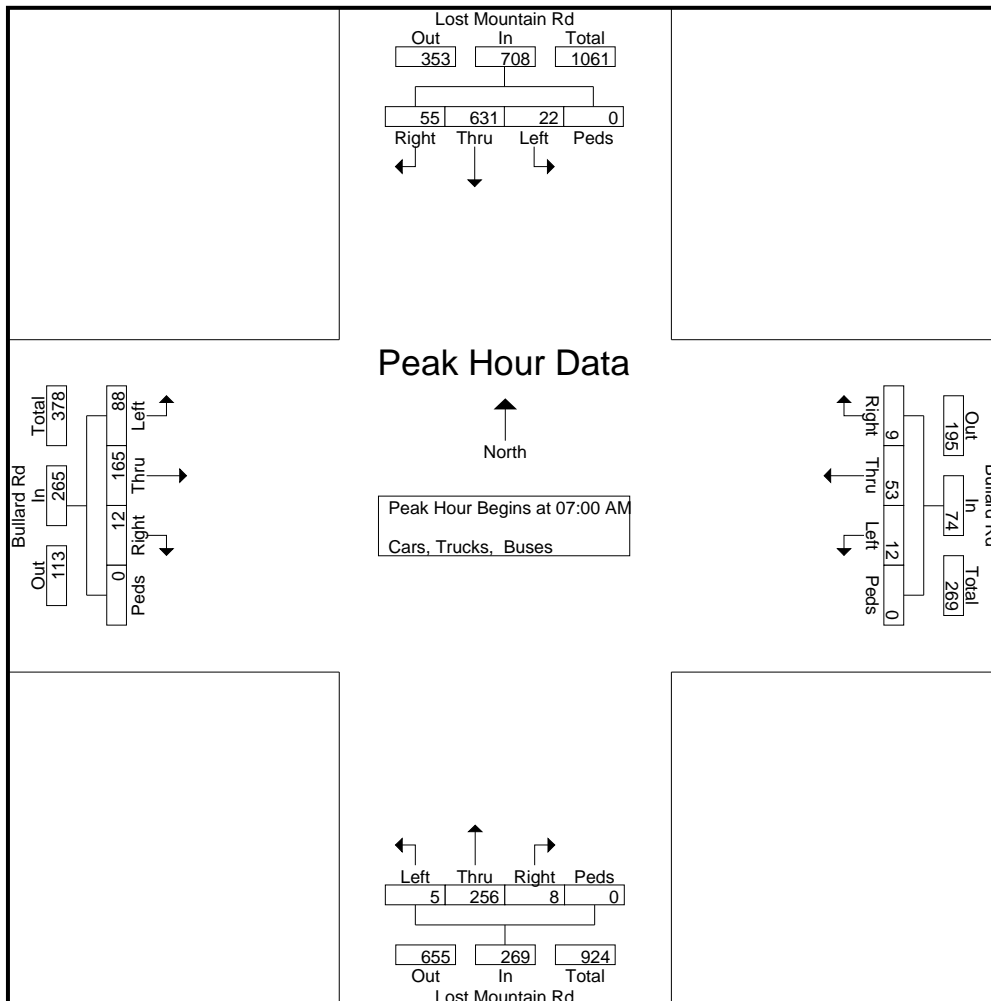 Lost Mountain Rd
Out In Total
353 708 1061
55 631 22 0
Right Thru Left Peds
Peak Hour Data
North
Peak Hour Begins at 07:00 AM
Cars, Trucks, Buses
Bullard Rd
Total In Out
378 265 113
88 165 12 0
Left Thru Right Peds
Bullard Rd
Out In Total
195 74 269
9 53 12 0
Right Thru Left Peds
Left Thru Right Peds
5 256 8 0
655 269 924
Out In Total
Lost Mountain Rd